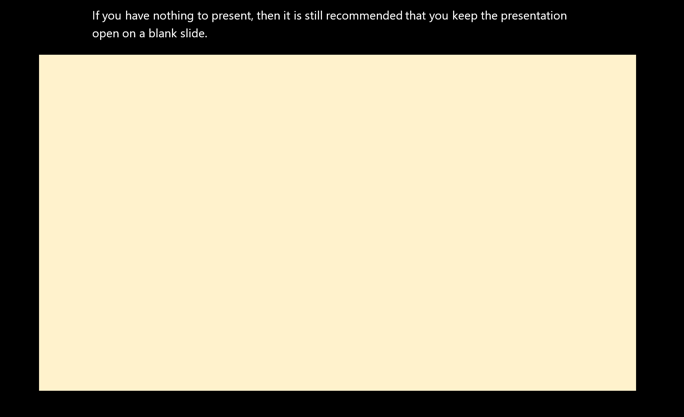 If you have nothing to present, then it is still recommended that you keep the presentation
open on a blank slide.